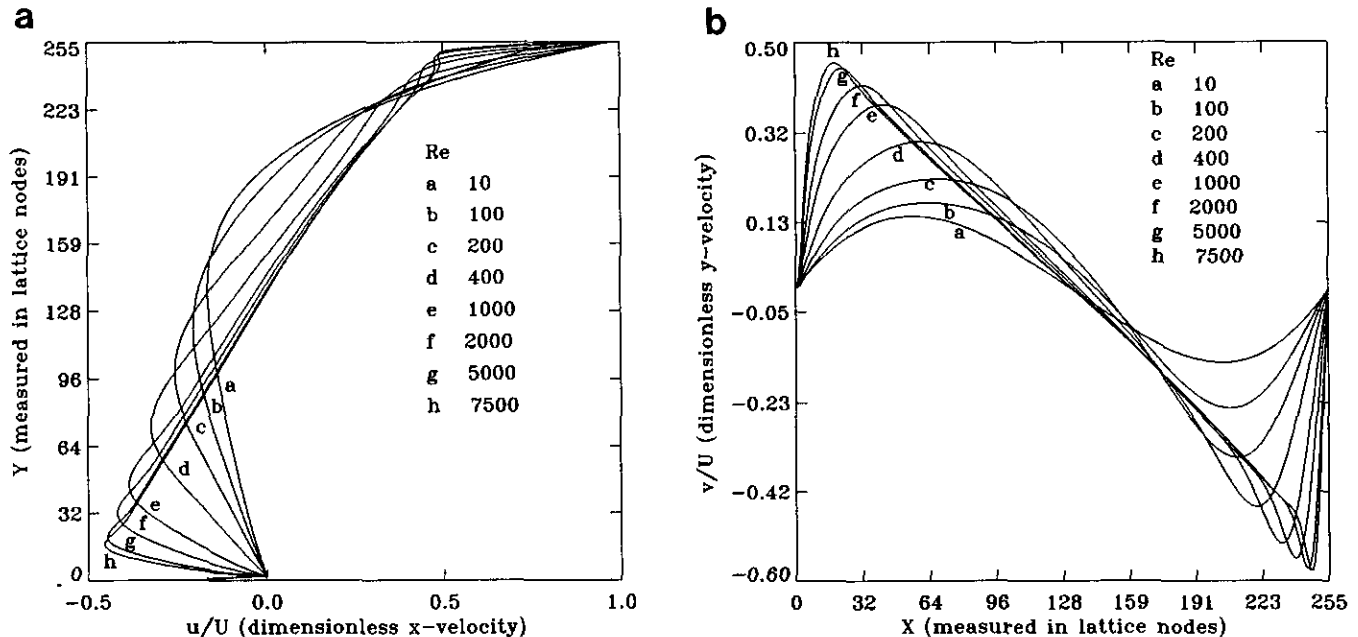 a
255
223
191
159
128
96
64
32
0
-
Y (measured in lattice nodes)
-0.5
0.0
0.5
1.0
u/U (dimensionless x-velocity)
Re
a 10
b 100
c 200
d 400
e 1000
f 2000
g 5000
h 7500
a
b
c
d
e
f
g
h
b
0.50
0.32
0.13
-0.05
-0.23
-0.42
-0.60
v/U (dimensionless y-velocity)
0
32
64
96
128
159
191
223
255
X (measured in lattice nodes)
Re
a 10
b 100
c 200
d 400
e 1000
f 2000
g 5000
h 7500
h
g
f
e
d
c
b
a